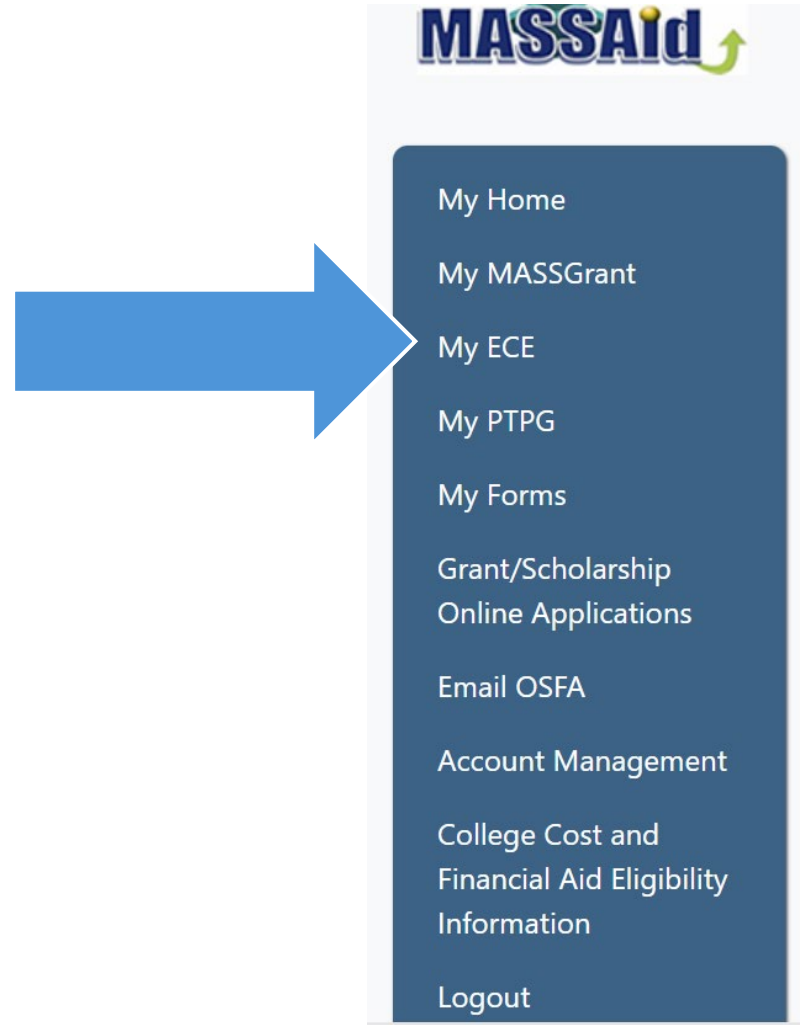 MASSAid
My Home
My MASSGrant
My ECE
My PTPG
My Forms
Grant/Scholarship
Online Applications
Email OSFA
Account Management
College Cost and
Financial Aid Eligibility
Information
Logout